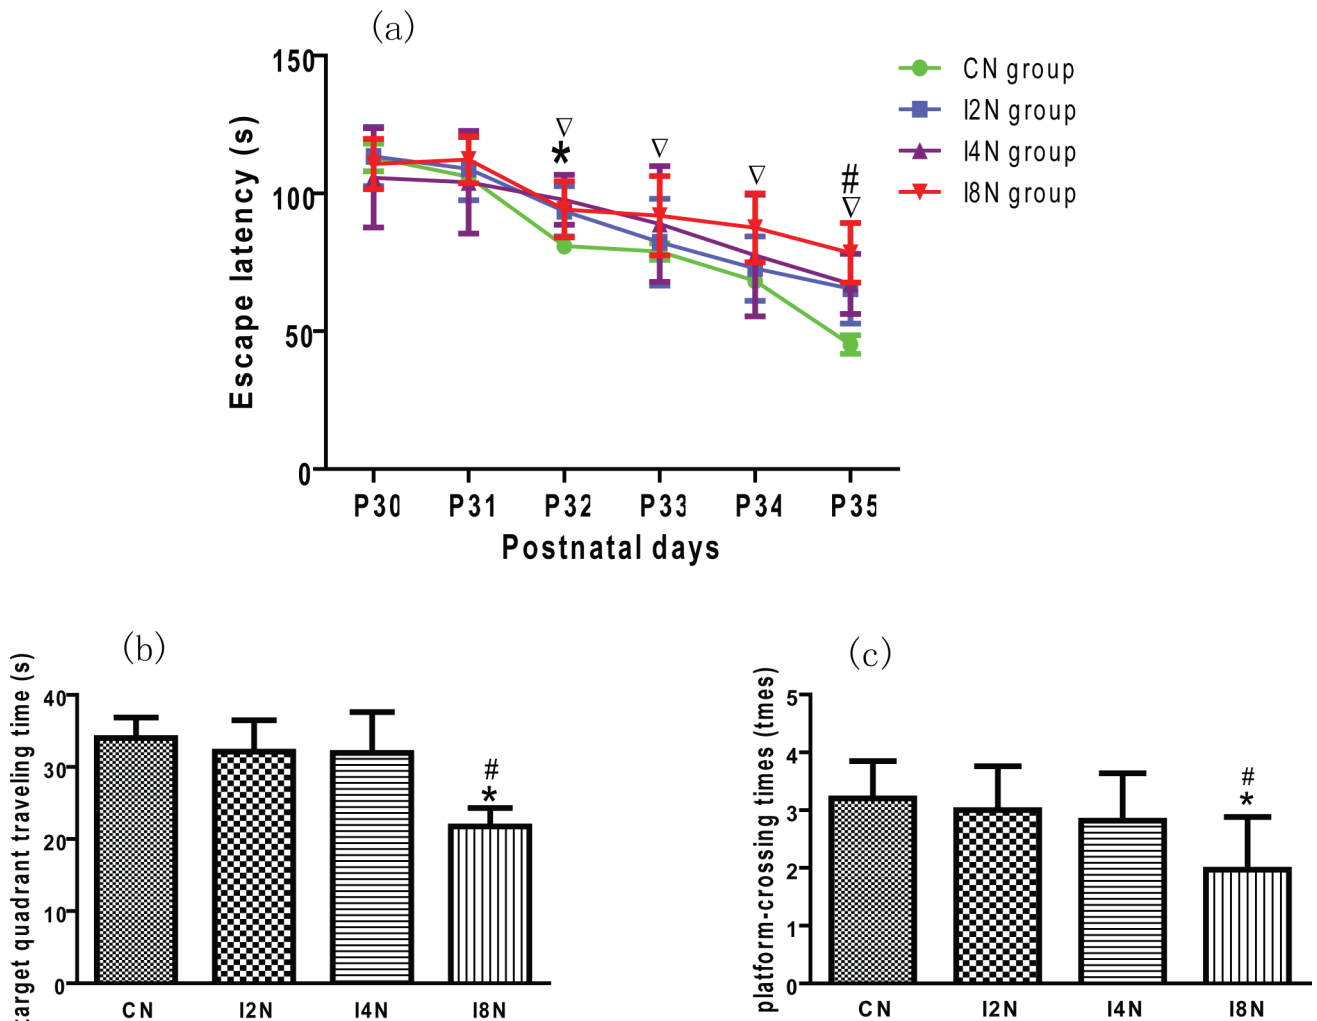 (a)
150
100
50
0
Escape latency (s)
▽
*
▽
▽
#
▽
P30 P31 P32 P33 P34 P35
Postnatal days
CN group
I2N group
I4N group
I8N group
(b)
target quadrant traveling time (s)
40
30
20
10
0
#
*
CN I2N I4N I8N
(c)
platform-crossing times (tmes)
5
4
3
2
1
0
#
*
CN I2N I4N I8N